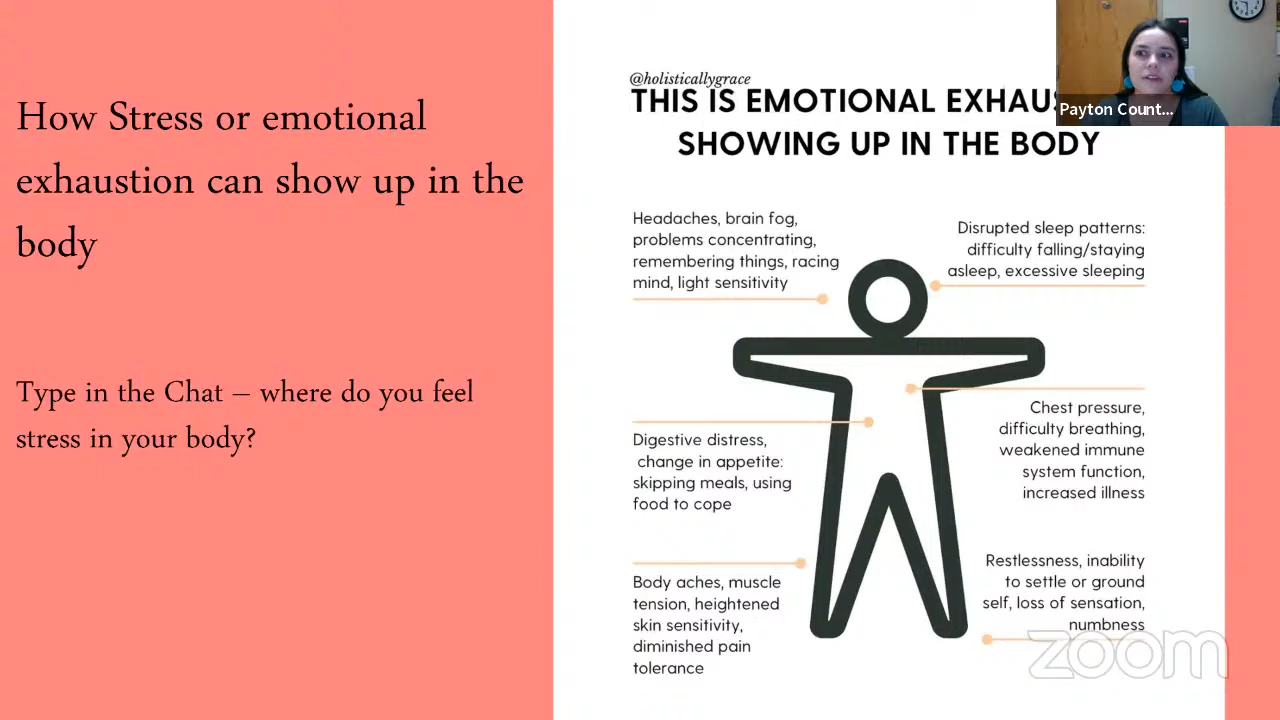 How Stress or emotional
exhaustion can show up in the
body
Type in the Chat – where do you feel
stress in your body?
@holisticallygrace
THIS IS EMOTIONAL EXHAUS
SHOWING UP IN THE BODY
Payton Count...
Headaches, brain fog,
problems concentrating,
remembering things, racing
mind, light sensitivity
Disrupted sleep patterns:
difficulty falling/staying
asleep, excessive sleeping
Chest pressure,
difficulty breathing,
weakened immune
system function,
increased illness
Digestive distress,
change in appetite:
skipping meals, using
food to cope
Body aches, muscle
tension, heightened
skin sensitivity,
diminished pain
tolerance
Restlessness, inability
to settle or ground
self, loss of sensation,
numbness
zoom